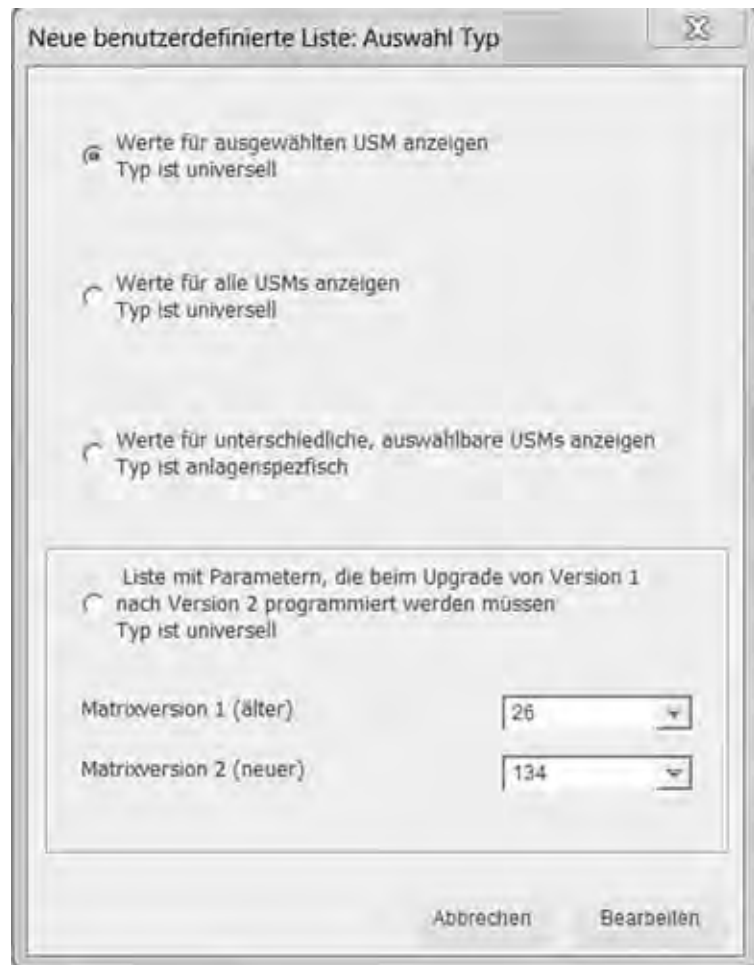 Neue benutzerdefinierte Liste: Auswahl Typ
Werte für ausgewählten USM anzeigen
Typ ist universell
Werte für alle USMs anzeigen
Typ ist universell
Werte für unterschiedliche, auswahlbare USMs anzeigen
Typ ist anlagenspezfisch
Liste mit Parametern, die beim Upgrade von Version 1
nach Version 2 programmiert werden müssen
Typ ist universell
Matrixversion 1 (älter)
26
Matrixversion 2 (neuer)
134
Abbrechen Bearbeiten